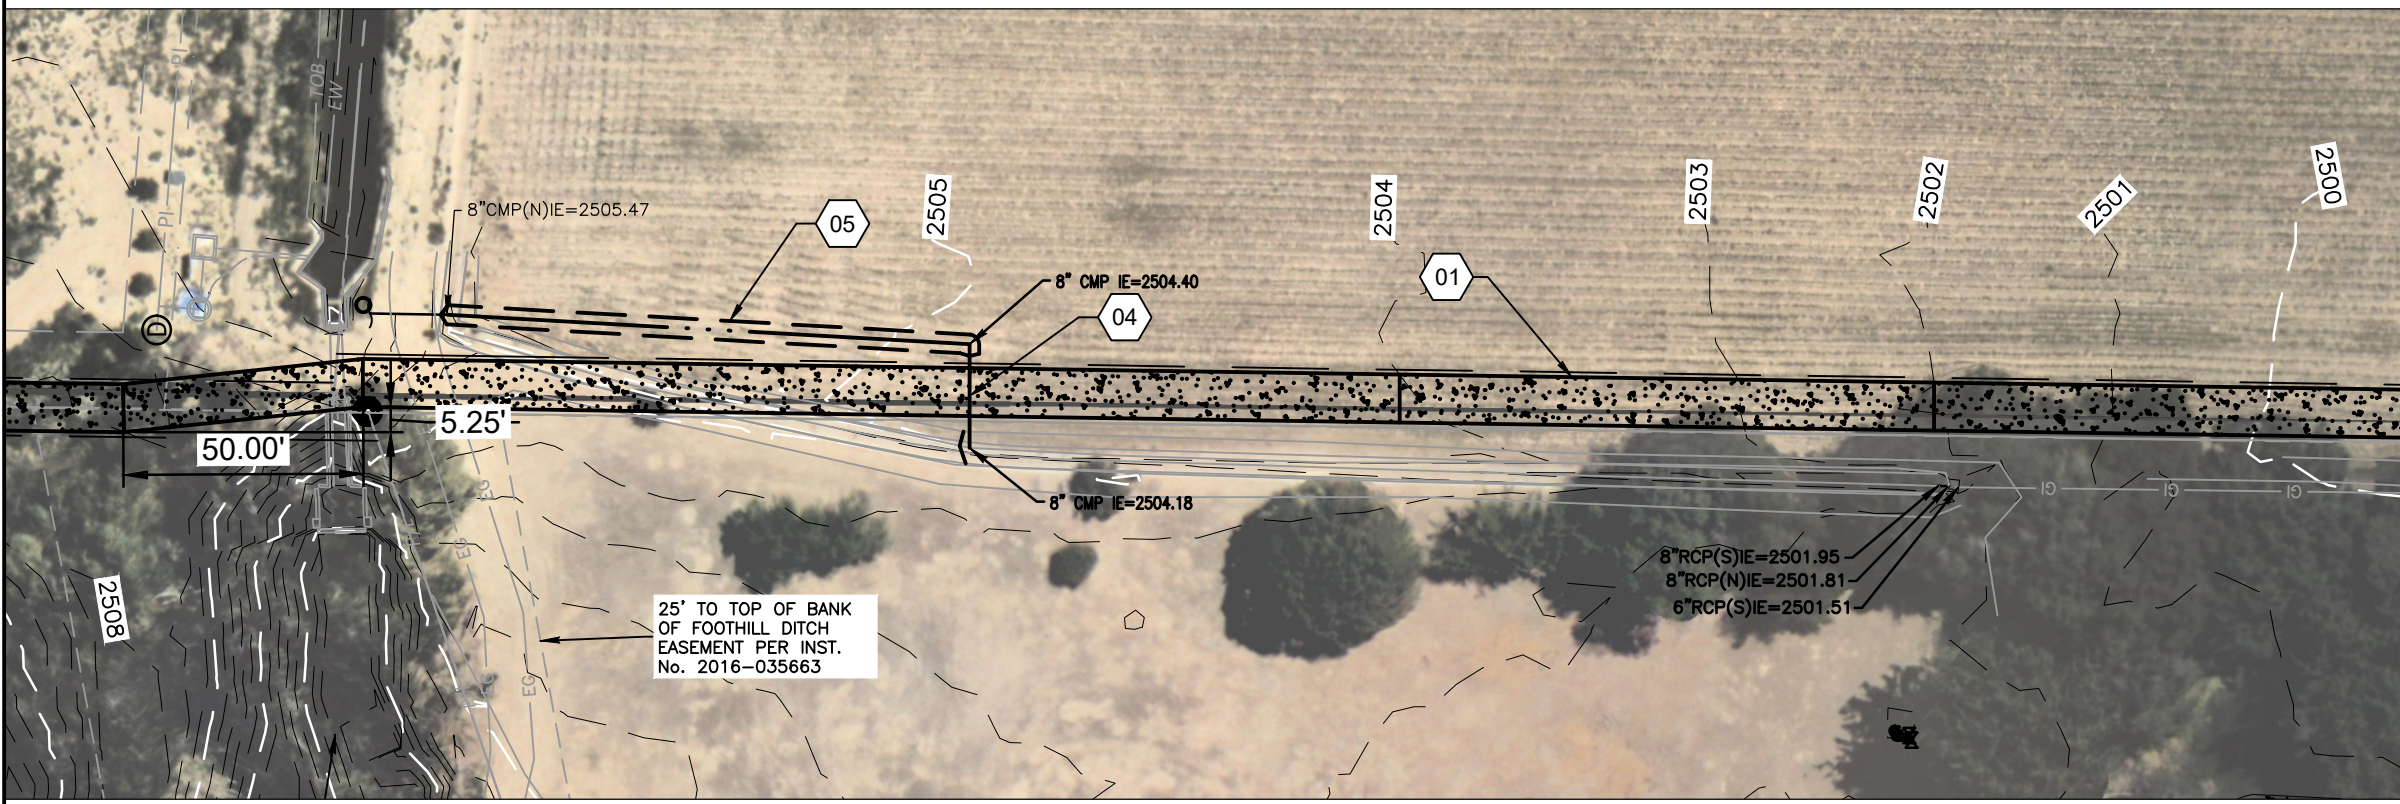 TOB
EW
PI
PI
8"CMP(N)IE=2505.47
05
2505
8" CMP IE=2504.40
04
2504
01
2503
2502
2501
2500
D
50.00'
5.25'
8" CMP IE=2504.18
EG
EG
EG
EG
GI
GI
GI
8"RCP(S)IE=2501.95
8"RCP(N)IE=2501.81
6"RCP(S)IE=2501.51
2508
25' TO TOP OF BANK
OF FOOTHILL DITCH
EASEMENT PER INST.
No. 2016-035663